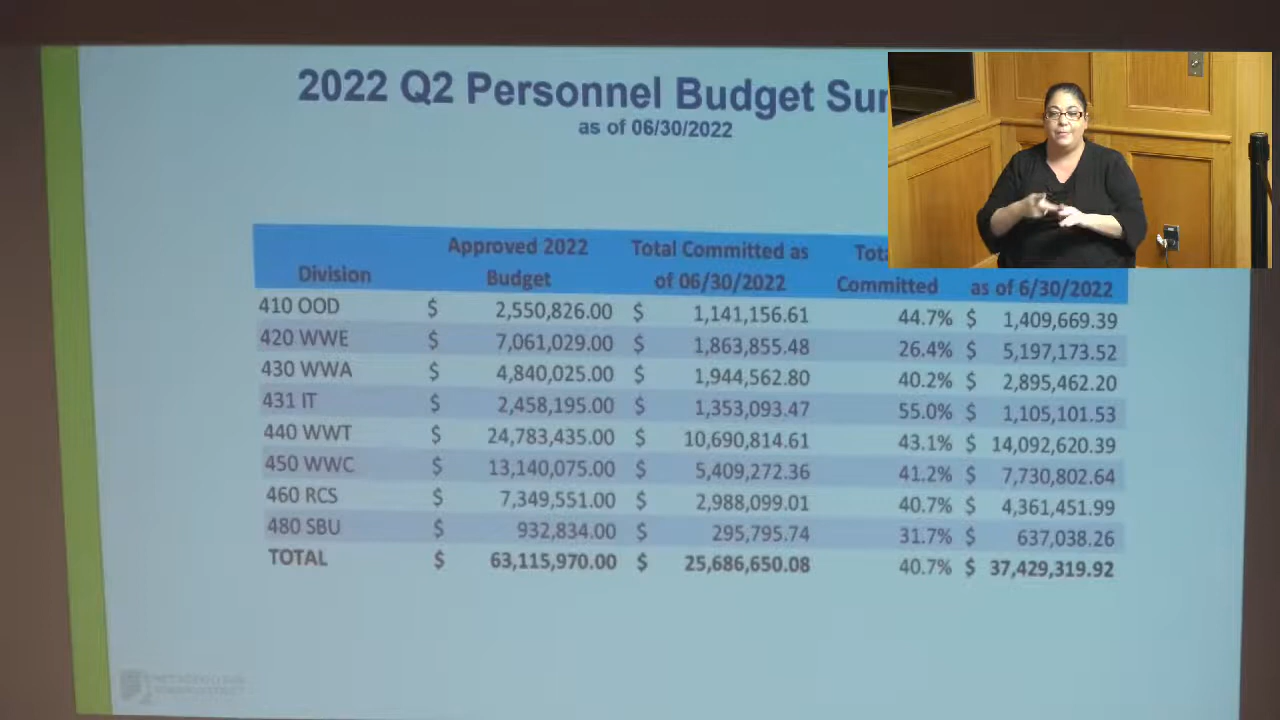 2022 Q2 Personnel Budget
as of 06/30/2022
Division Approved 2022 Budget Total Committed as of 06/30/2022 Committed as of 6/30/2022
410 OOD $ 2,550,826.00 $ 1,141,156.61 44.7% $ 1,409,669.39
420 WWE $ 7,061,029.00 $ 1,863,855.48 26.4% $ 5,197,173.52
430 WWA $ 4,840,025.00 $ 1,944,562.80 40.2% $ 2,895,462.20
431 IT $ 2,458,195.00 $ 1,353,093.47 55.0% $ 1,105,101.53
440 WWT $ 24,783,435.00 $ 10,690,814.61 43.1% $ 14,092,620.39
450 WWC $ 13,140,075.00 $ 5,409,272.36 41.2% $ 7,730,802.64
460 RCS $ 7,349,551.00 $ 2,988,099.01 40.7% $ 4,361,451.99
480 SBU $ 932,834.00 $ 295,795.74 31.7% $ 637,038.26
TOTAL $ 63,115,970.00 $ 25,686,650.08 40.7% $ 37,429,319.92